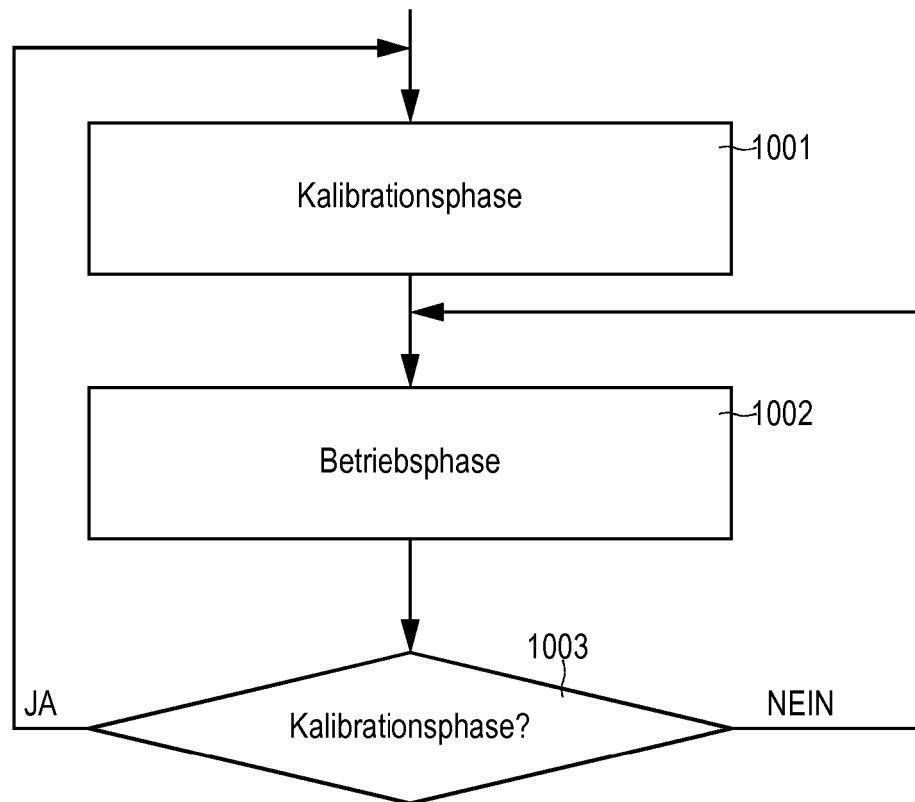 1001
Kalibrationsphase
1002
Betriebsphase
1003
JA
Kalibrationsphase?
NEIN